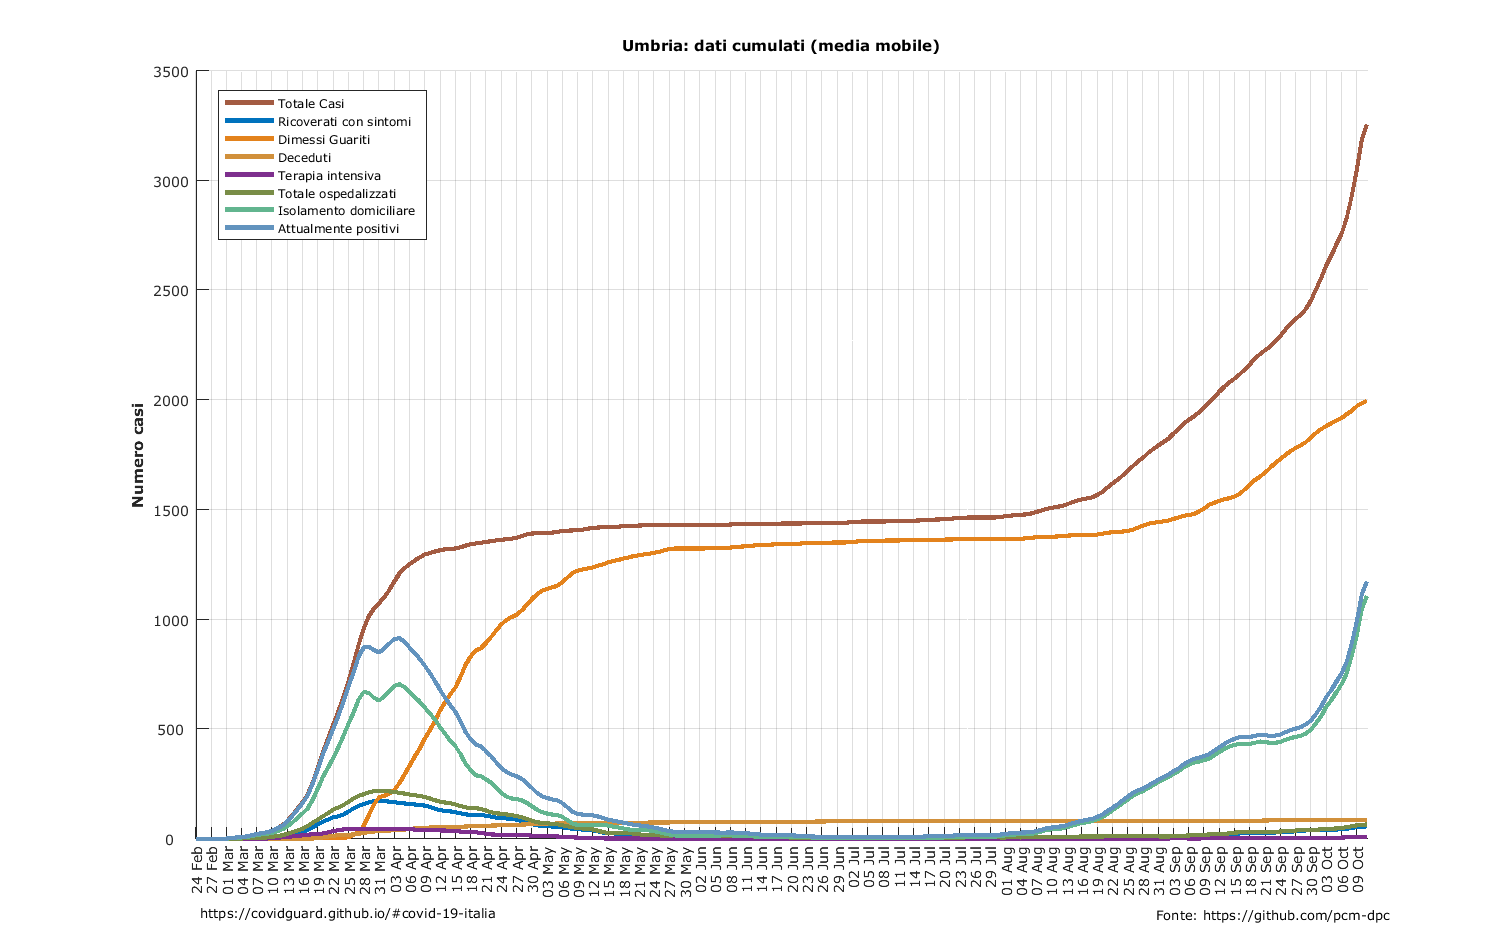 Umbria: dati cumulati (media mobile)
3500
3000
2500
2000
1500
1000
500
0
Numero casi
Totale Casi
Ricoverati con sintomi
Dimessi Guariti
Deceduti
Terapia intensiva
Totale ospedalizzati
Isolamento domiciliare
Attualmente positivi
24 Feb
27 Feb
01 Mar
04 Mar
07 Mar
10 Mar
13 Mar
16 Mar
19 Mar
22 Mar
25 Mar
28 Mar
31 Mar
03 Apr
06 Apr
09 Apr
12 Apr
15 Apr
18 Apr
21 Apr
24 Apr
27 Apr
30 Apr
03 May
06 May
09 May
12 May
15 May
18 May
21 May
24 May
27 May
30 May
02 Jun
05 Jun
08 Jun
11 Jun
14 Jun
17 Jun
20 Jun
23 Jun
26 Jun
29 Jun
02 Jul
05 Jul
08 Jul
11 Jul
14 Jul
17 Jul
20 Jul
23 Jul
26 Jul
29 Jul
01 Aug
04 Aug
07 Aug
10 Aug
13 Aug
16 Aug
19 Aug
22 Aug
25 Aug
28 Aug
31 Aug
03 Sep
06 Sep
09 Sep
12 Sep
15 Sep
18 Sep
21 Sep
24 Sep
27 Sep
30 Sep
03 Oct
06 Oct
09 Oct
https://covidguard.github.io/#covid-19-italia
Fonte: https://github.com/pcm-dpc